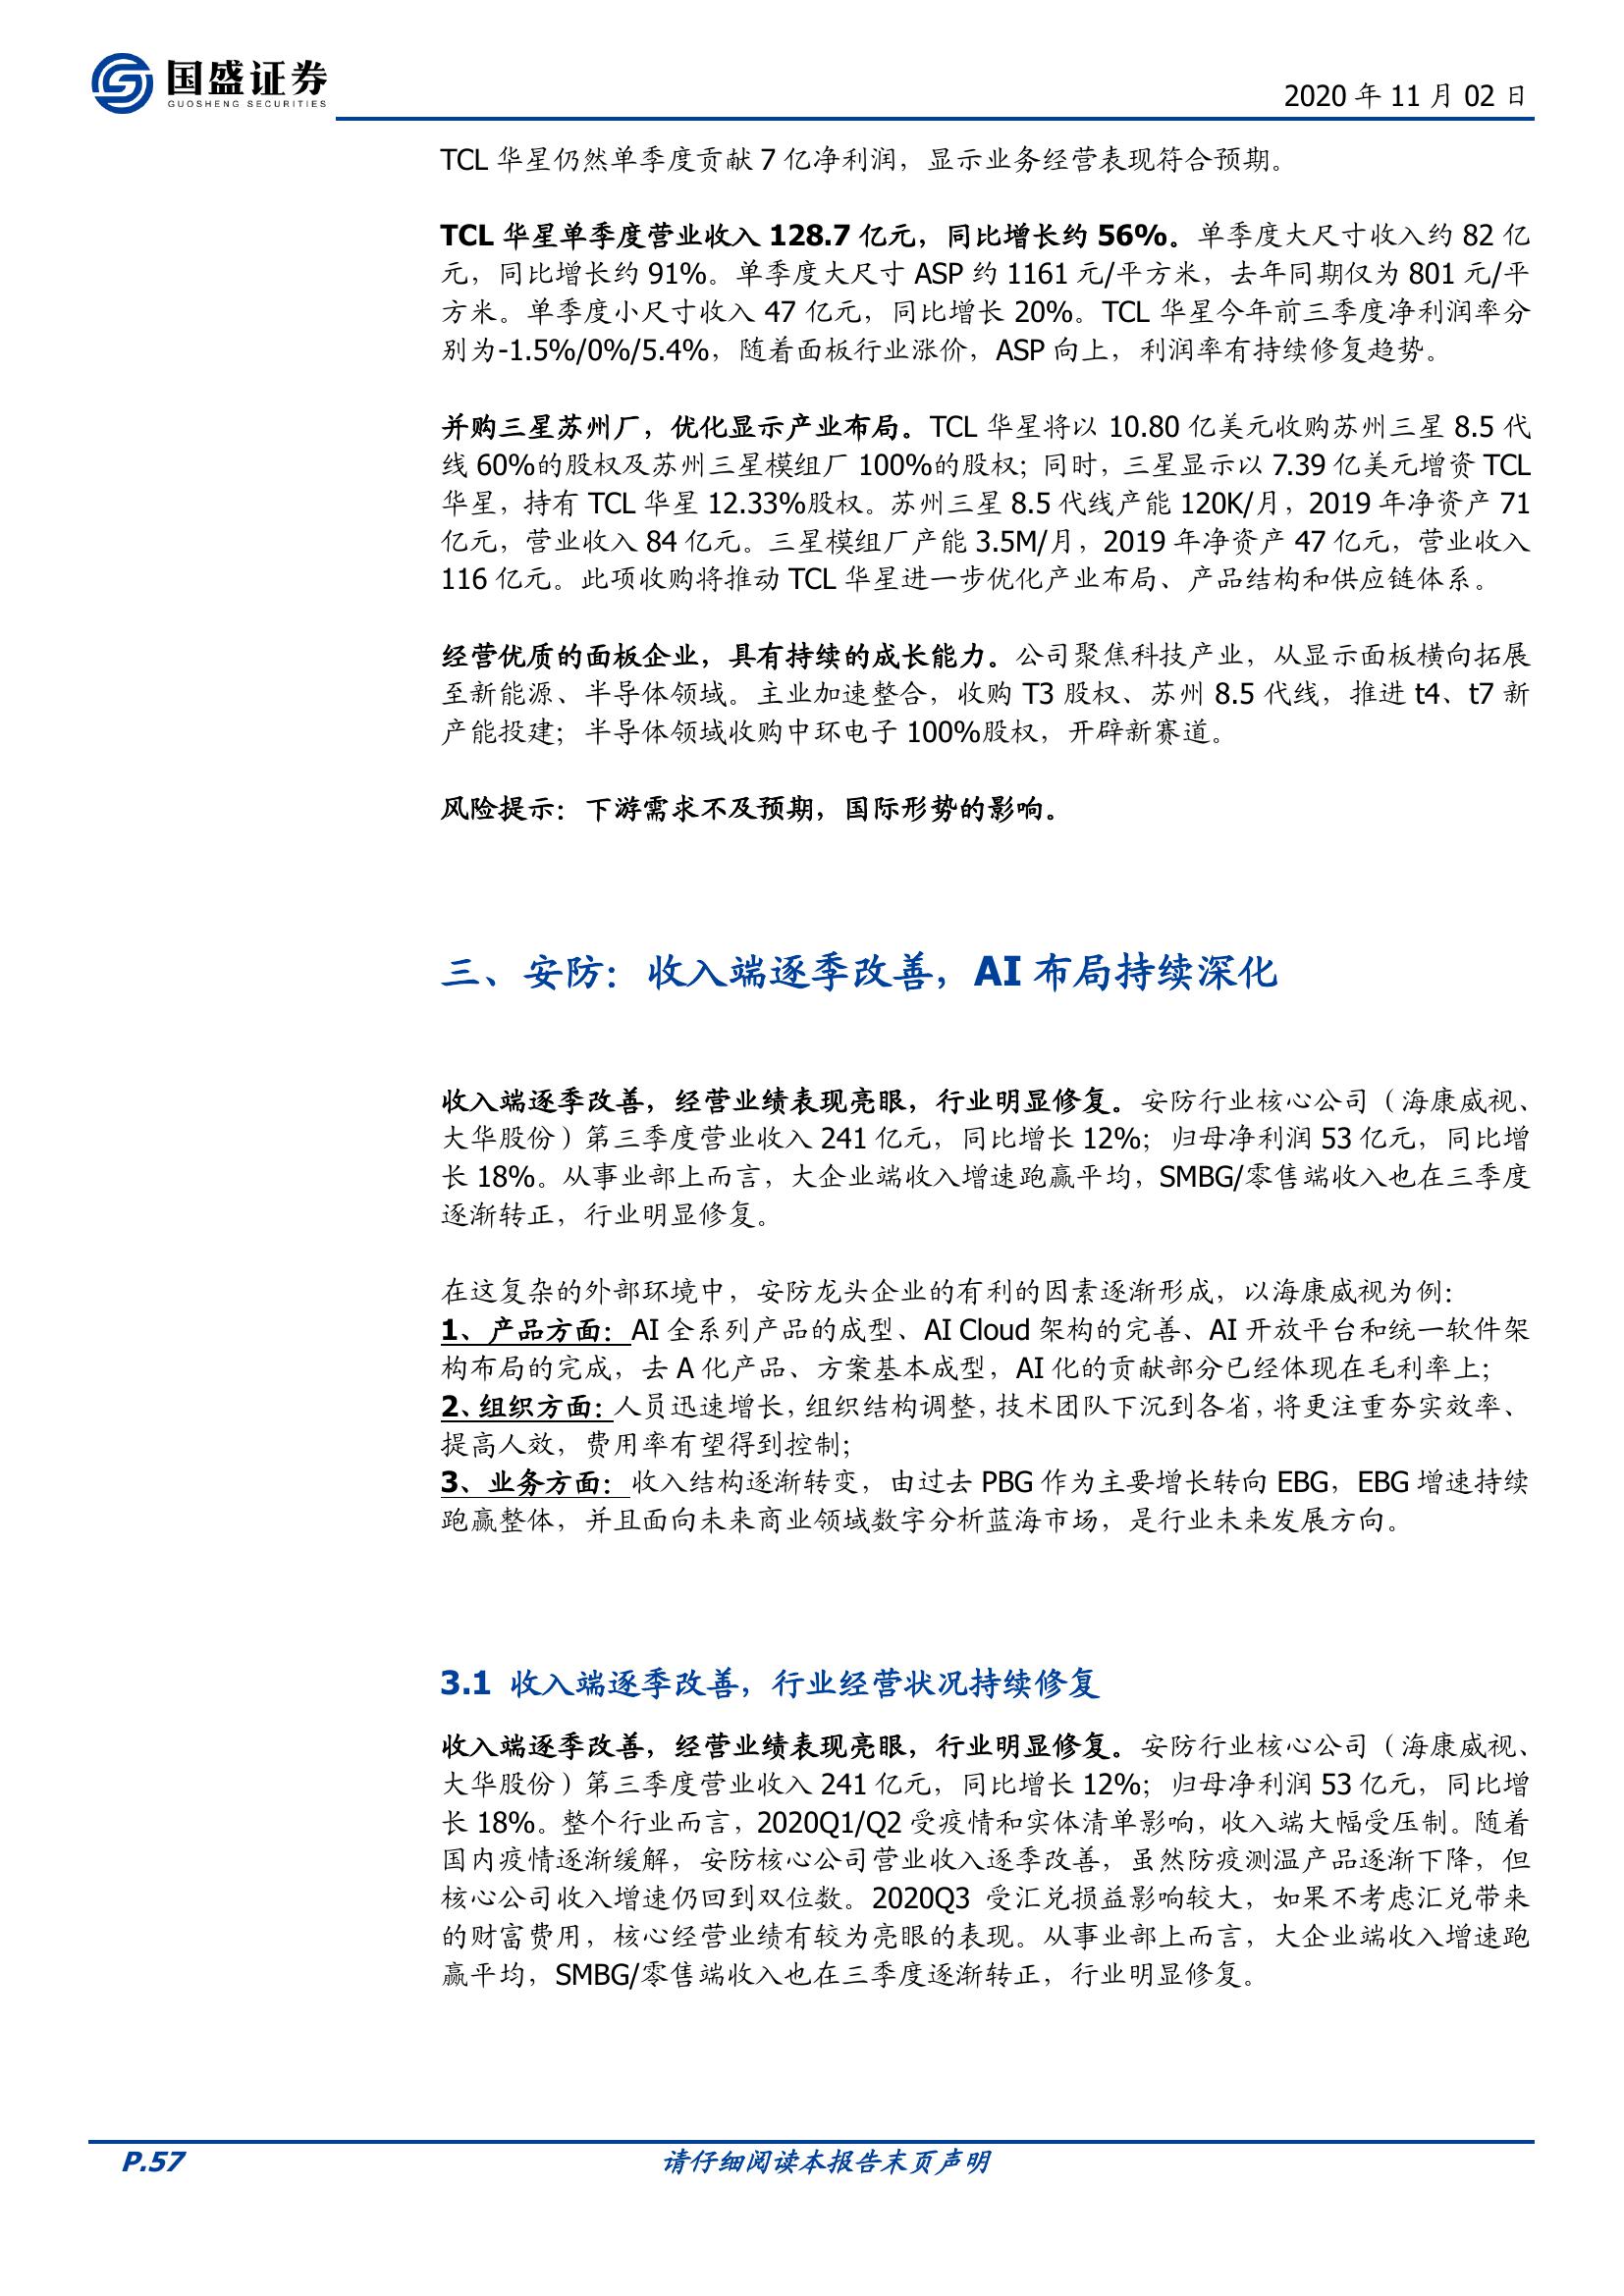 国盛证券
GUOSHENG SECURITIES
2020 年 11 月 02 日
TCL 华星仍然单季度贡献 7 亿净利润，显示业务经营表现符合预期。
TCL 华星单季度营业收入 128.7 亿元，同比增长约 56%。单季度大尺寸收入约 82 亿
元，同比增长约 91%。单季度大尺寸 ASP 约 1161 元/平方米，去年同期仅为 801 元/平
方米。单季度小尺寸收入 47 亿元，同比增长 20%。TCL 华星今年前三季度净利润率分
别为-1.5%/0%/5.4%，随着面板行业涨价，ASP 向上，利润率有持续修复趋势。
并购三星苏州厂，优化显示产业布局。TCL 华星将以 10.80 亿美元收购苏州三星 8.5 代
线 60%的股权及苏州三星模组厂 100%的股权；同时，三星显示以 7.39 亿美元增资 TCL
华星，持有 TCL 华星 12.33%股权。苏州三星 8.5 代线产能 120K/月，2019 年净资产 71
亿元，营业收入 84 亿元。三星模组厂产能 3.5M/月，2019 年净资产 47 亿元，营业收入
116 亿元。此项收购将推动 TCL 华星进一步优化产业布局、产品结构和供应链体系。
经营优质的面板企业，具有持续的成长能力。公司聚焦科技产业，从显示面板横向拓展
至新能源、半导体领域。主业加速整合，收购 T3 股权、苏州 8.5 代线，推进 t4、t7 新
产能投建；半导体领域收购中环电子 100%股权，开辟新赛道。
风险提示：下游需求不及预期，国际形势的影响。
三、安防：收入端逐季改善，AI 布局持续深化
收入端逐季改善，经营业绩表现亮眼，行业明显修复。安防行业核心公司（海康威视、
大华股份）第三季度营业收入 241 亿元，同比增长 12%；归母净利润 53 亿元，同比增
长 18%。从事业部上而言，大企业端收入增速跑赢平均，SMBG/零售端收入也在三季度
逐渐转正，行业明显修复。
在这复杂的外部环境中，安防龙头企业的有利的因素逐渐形成，以海康威视为例：
1、产品方面：AI 全系列产品的成型、AI Cloud 架构的完善、AI 开放平台和统一软件架
构布局的完成，去 A 化产品、方案基本成型，AI 化的贡献部分已经体现在毛利率上；
2、组织方面：人员迅速增长，组织结构调整，技术团队下沉到各省，将更注重夯实效率、
提高人效，费用率有望得到控制；
3、业务方面：收入结构逐渐转变，由过去 PBG 作为主要增长转向 EBG，EBG 增速持续
跑赢整体，并且面向未来商业领域数字分析蓝海市场，是行业未来发展方向。
3.1 收入端逐季改善，行业经营状况持续修复
收入端逐季改善，经营业绩表现亮眼，行业明显修复。安防行业核心公司（海康威视、
大华股份）第三季度营业收入 241 亿元，同比增长 12%；归母净利润 53 亿元，同比增
长 18%。整个行业而言，2020Q1/Q2 受疫情和实体清单影响，收入端大幅受压制。随着
国内疫情逐渐缓解，安防核心公司营业收入逐季改善，虽然防疫测温产品逐渐下降，但
核心公司收入增速仍回到双位数。2020Q3 受汇兑损益影响较大，如果不考虑汇兑带来
的财富费用，核心经营业绩有较为亮眼的表现。从事业部上而言，大企业端收入增速跑
赢平均，SMBG/零售端收入也在三季度逐渐转正，行业明显修复。
P.57
请仔细阅读本报告末页声明